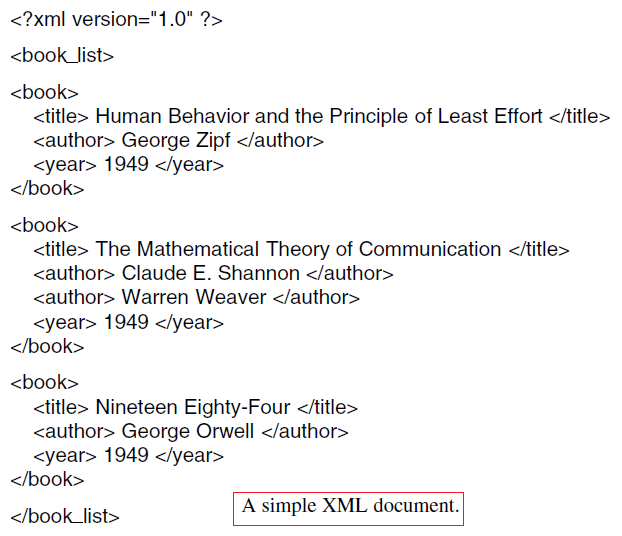 <?xml version="1.0" ?>
<book_list>
<book>
<title> Human Behavior and the Principle of Least Effort </title>
<author> George Zipf </author>
<year> 1949 </year>
</book>
<book>
<title> The Mathematical Theory of Communication </title>
<author> Claude E. Shannon </author>
<author> Warren Weaver </author>
<year> 1949 </year>
</book>
<book>
<title> Nineteen Eighty-Four </title>
<author> George Orwell </author>
<year> 1949 </year>
</book>
</book_list>
A simple XML document.